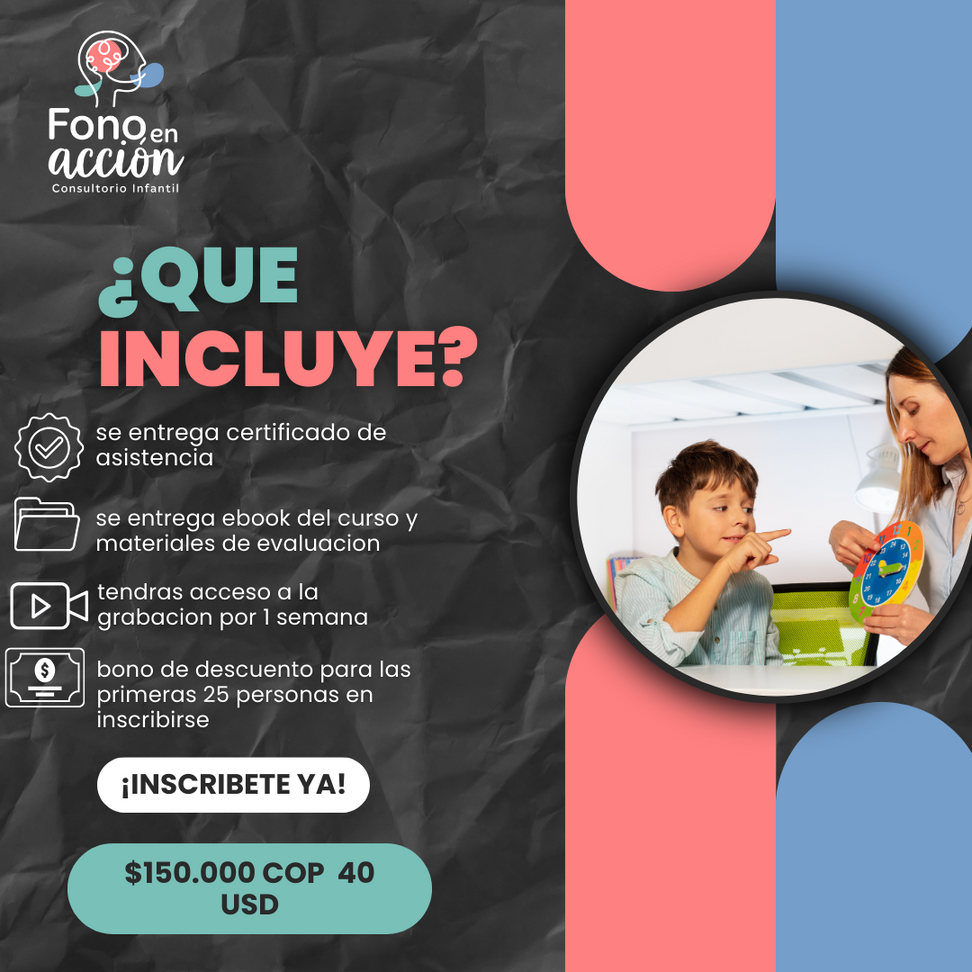 Fono en
acción
Consultorio Infantil
¿QUE
INCLUYE?
se entrega certificado de
asistencia
se entrega ebook del curso y
materiales de evaluacion
tendras acceso a la
grabacion por 1 semana
$
bono de descuento para las
primeras 25 personas en
inscribirse
¡INSCRIBETE YA!
$150.000 COP 40
USD